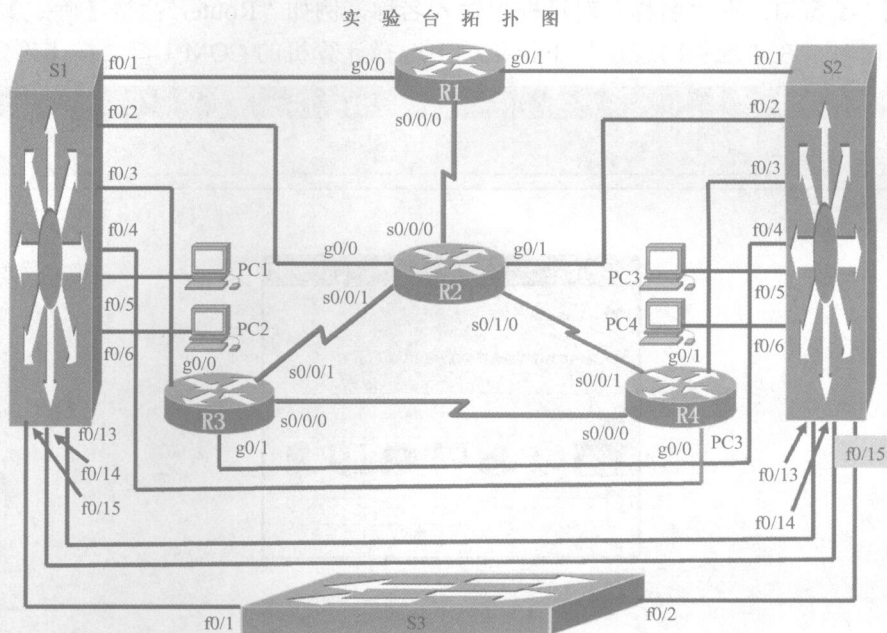 实验台拓扑图
S1
f0/1
g0/0
g0/1
f0/1
S2
R1
f0/2
f0/2
s0/0/0
f0/3
f0/3
s0/0/0
f0/4
g0/0
g0/1
f0/4
PC1
R2
PC3
f0/5
s0/0/1
f0/5
PC2
s0/1/0
PC4
f0/6
g0/0
g0/1
f0/6
s0/0/1
s0/0/1
R3
s0/0/0
R4
f0/13
g0/1
s0/0/0
g0/0
PC3
f0/15
f0/14
f0/13
f0/15
f0/14
f0/1
S3
f0/2